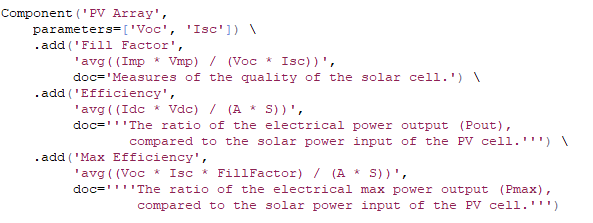 Component('PV Array',
    parameters=['Voc', 'Isc']) \
    .add('Fill Factor',
         'avg((Imp * Vmp) / (Voc * Isc))',
         doc='Measures of the quality of the solar cell.') \
    .add('Efficiency',
         'avg((Idc * Vdc) / (A * S))',
         doc='''The ratio of the electrical power output (Pout),
                compared to the solar power input of the PV cell.''') \
    .add('Max Efficiency',
         'avg((Voc * Isc * FillFactor) / (A * S))',
         doc=''''The ratio of the electrical max power output (Pmax),
                 compared to the solar power input of the PV cell.''')